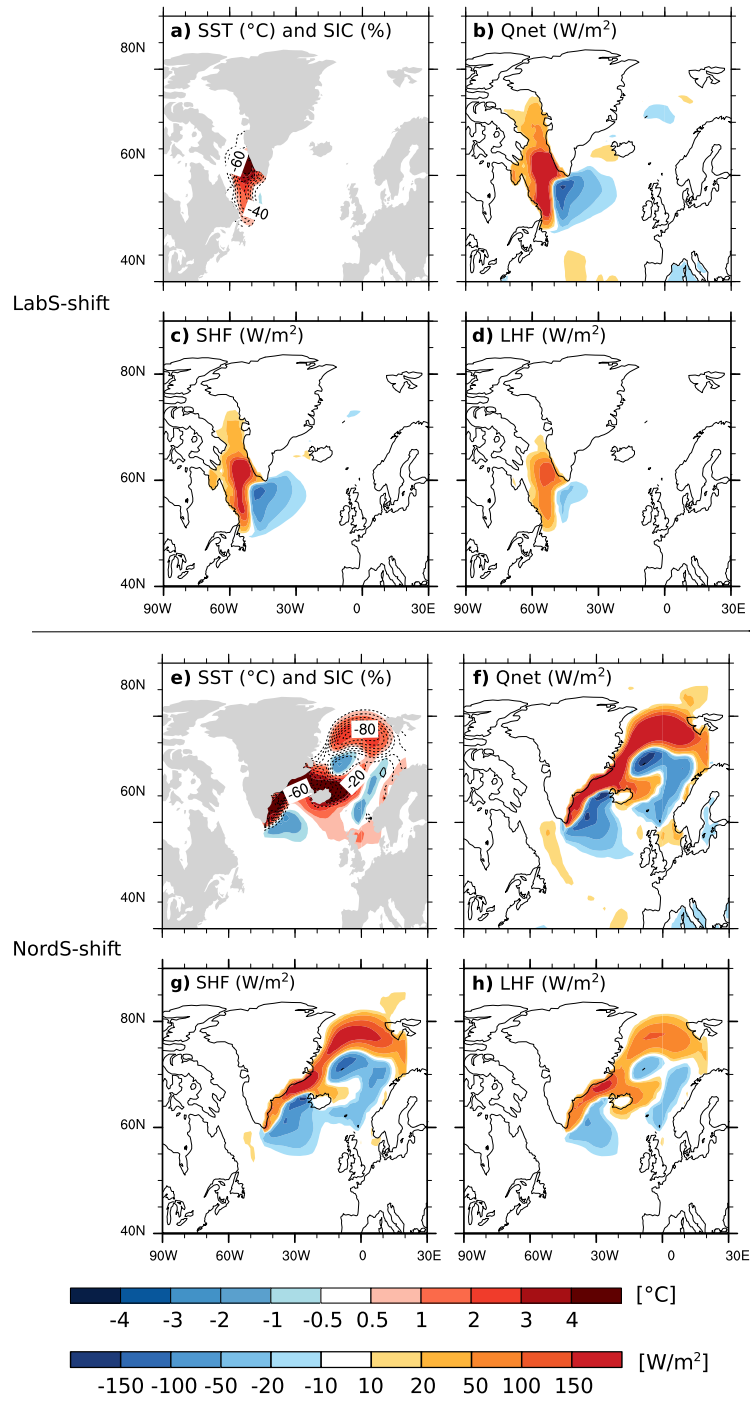 a) SST (°C) and SIC (%)
b) Qnet (W/m²)
80N
60N
40N
-60
-40
LabS-shift
c) SHF (W/m²)
d) LHF (W/m²)
80N
60N
40N
90W 60W 30W 0 30E
90W 60W 30W 0 30E
e) SST (°C) and SIC (%)
f) Qnet (W/m²)
80N
60N
40N
-80
-60
-20
0
NordS-shift
g) SHF (W/m²)
h) LHF (W/m²)
80N
60N
40N
90W 60W 30W 0 30E
90W 60W 30W 0 30E
[°C]
-4 -3 -2 -1 -0.5 0.5 1 2 3 4
[W/m²]
-150 -100 -50 -20 -10 10 20 50 100 150